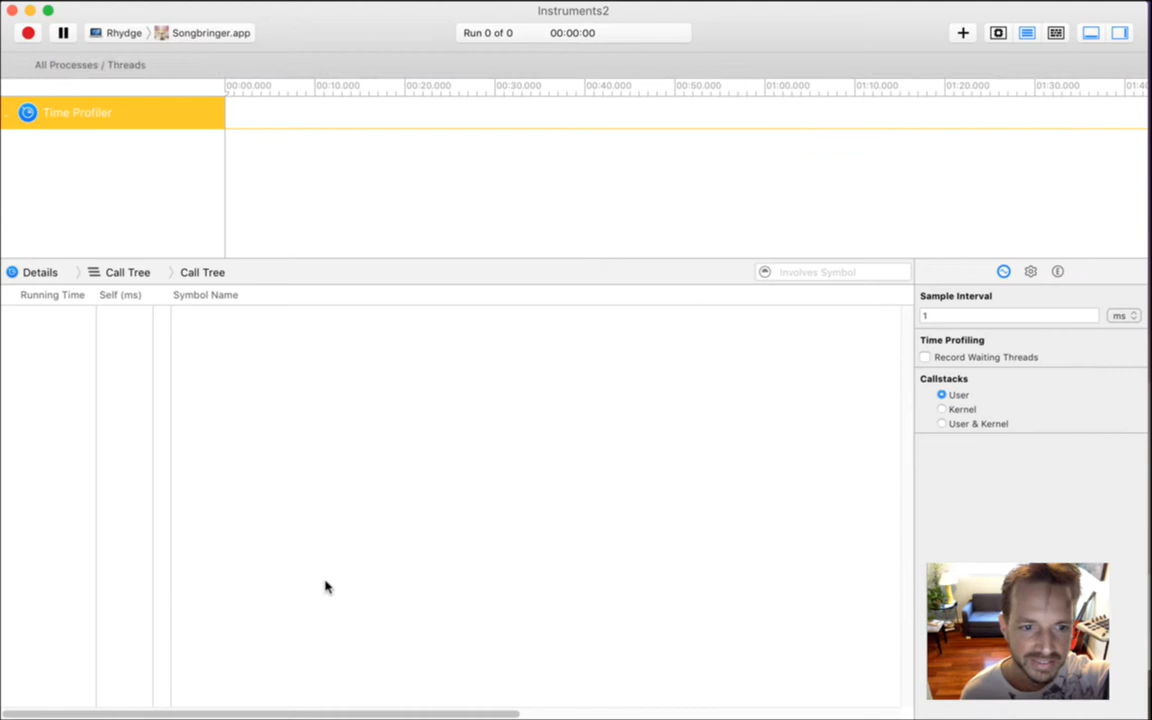 Instruments2
Rhydge Songbringer.app Run 0 of 0 00:00:00
All Processes / Threads
00:00.000 00:10.000 00:20.000 00:30.000 00:40.000 00:50.000 01:00.000 01:10.000 01:20.000 01:30.000 01:40
Time Profiler
Details Call Tree Call Tree Involves Symbol
Running Time Self (ms) Symbol Name
Sample Interval
1 ms
Time Profiling
Record Waiting Threads
Callstacks
User
Kernel
User & Kernel